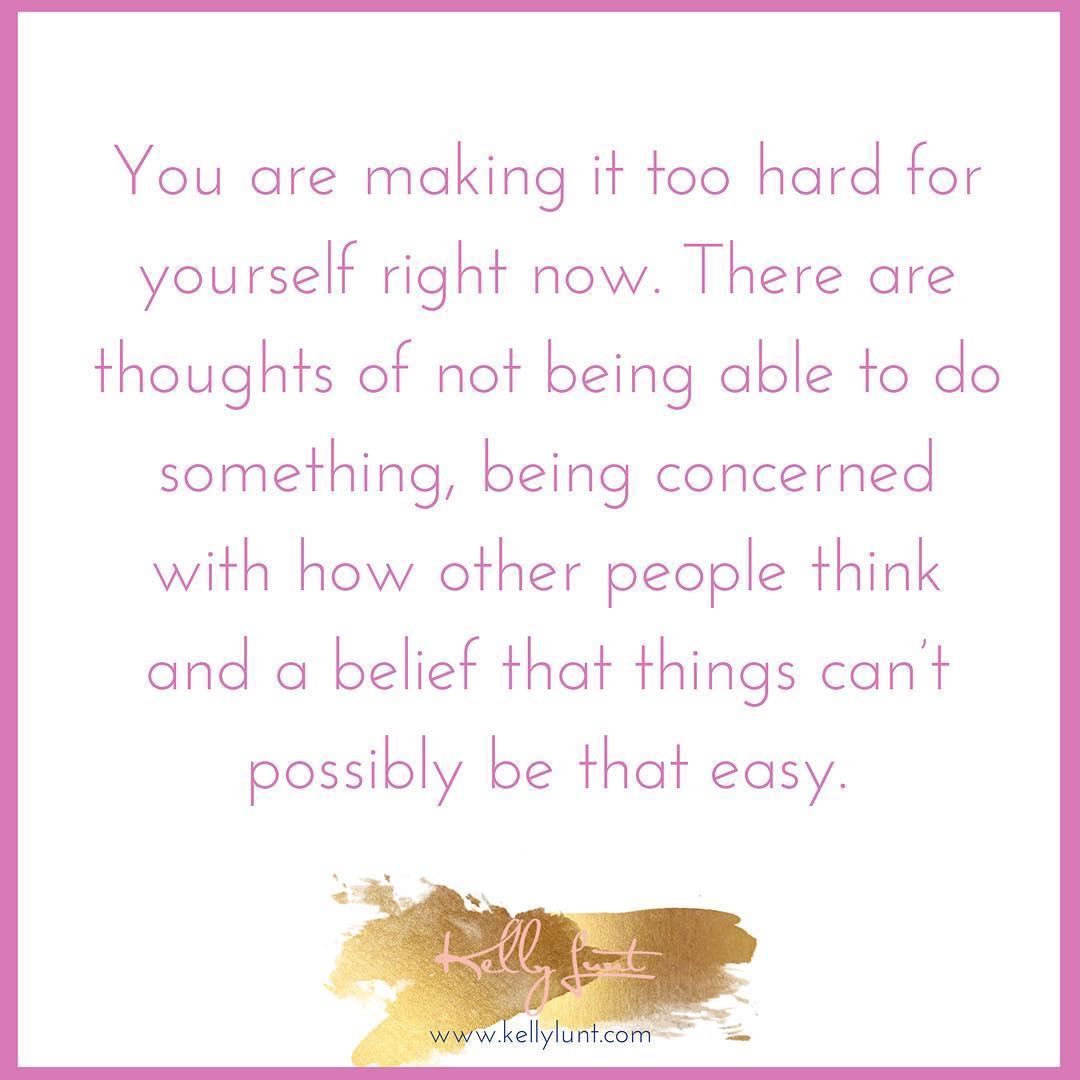 You are making it too hard for
yourself right now. There are
thoughts of not being able to do
something, being concerned
with how other people think
and a belief that things can't
possibly be that easy.
Kelly Lunt
www.kellylunt.com